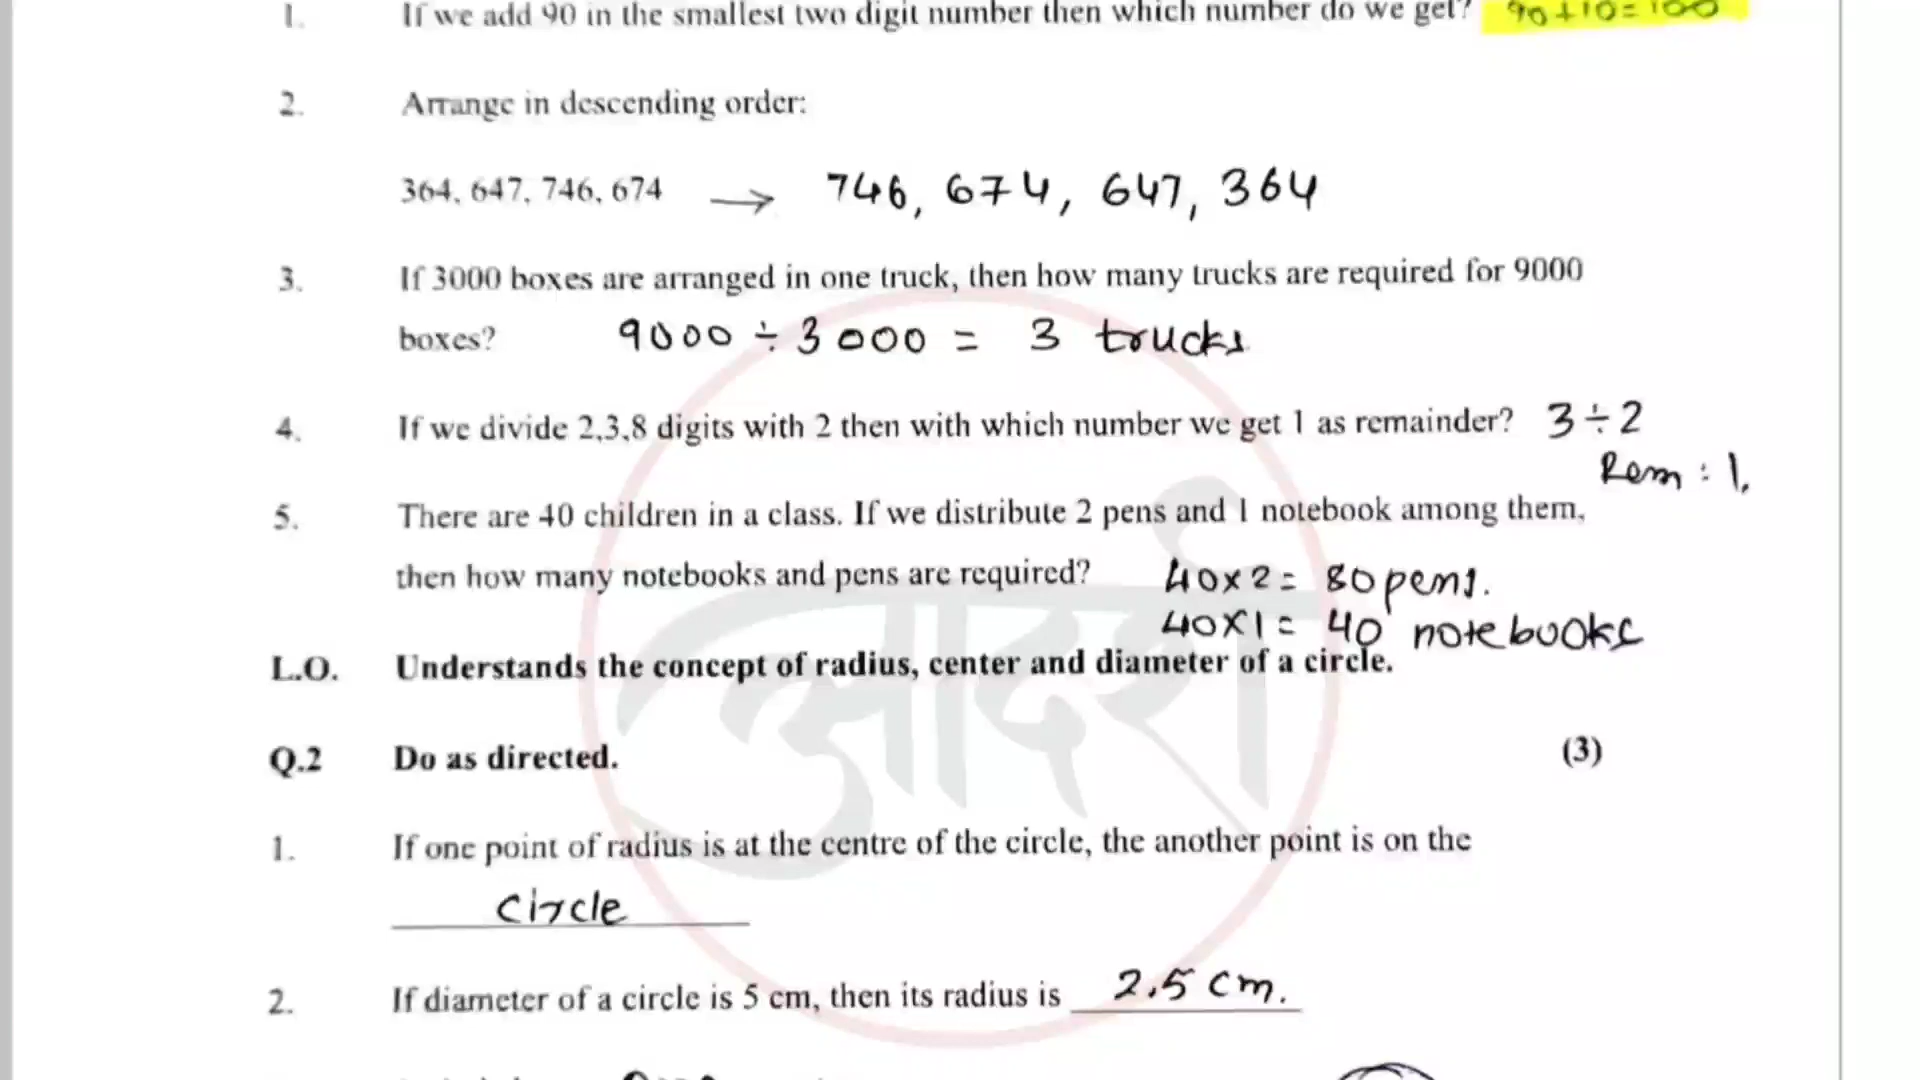 1. If we add 90 in the smallest two digit number then which number do we get? 90+10=100
2. Arrange in descending order:
364, 647, 746, 674 → 746, 674, 647, 364
3. If 3000 boxes are arranged in one truck, then how many trucks are required for 9000
boxes? 9000 ÷ 3000 = 3 trucks
4. If we divide 2,3,8 digits with 2 then with which number we get 1 as remainder? 3÷2
Rem : 1.
5. There are 40 children in a class. If we distribute 2 pens and 1 notebook among them,
then how many notebooks and pens are required? 40x2= 80 pens.
40X1= 40 notebooks
L.O. Understands the concept of radius, center and diameter of a circle.
आदर्श
Q.2 Do as directed. (3)
1. If one point of radius is at the centre of the circle, the another point is on the
circle
2. If diameter of a circle is 5 cm, then its radius is 2.5 cm.